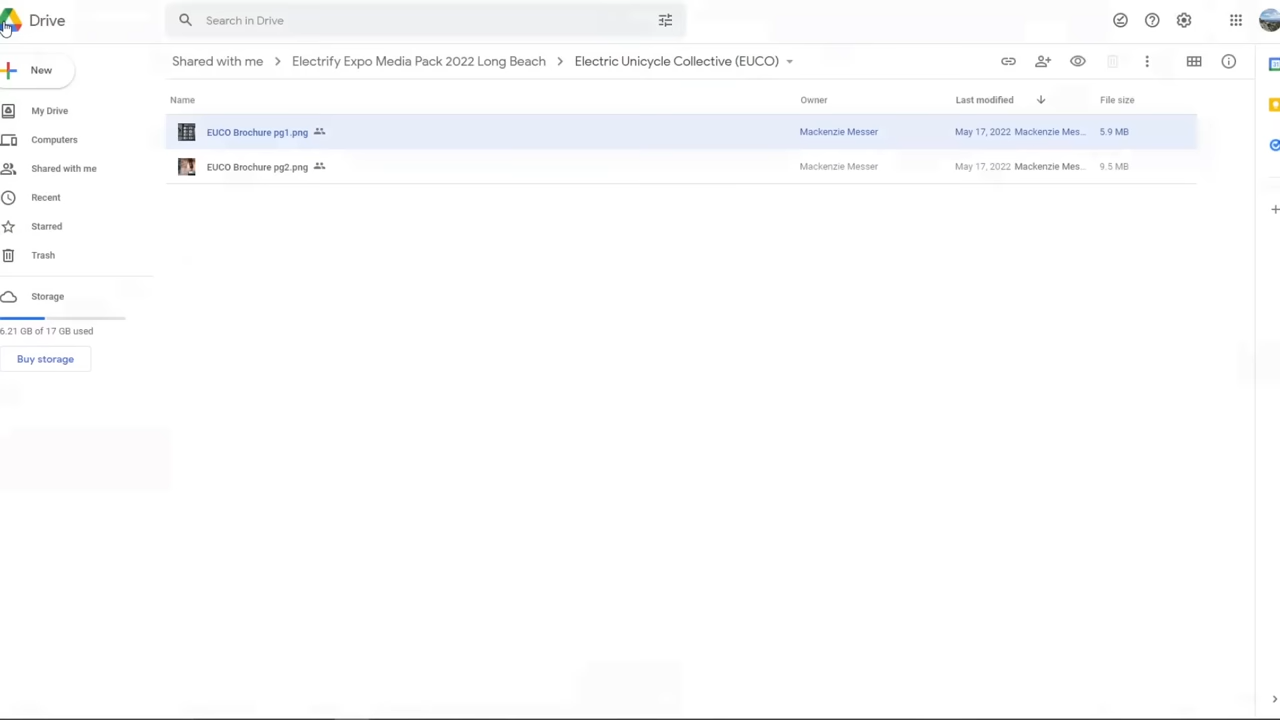 Drive
Search in Drive
New
Shared with me > Electrify Expo Media Pack 2022 Long Beach > Electric Unicycle Collective (EUCO)
Name Owner Last modified File size
My Drive
EUCO Brochure pg1.png Mackenzie Messer May 17, 2022 Mackenzie Mes... 5.9 MB
Computers
EUCO Brochure pg2.png Mackenzie Messer May 17, 2022 Mackenzie Mes... 9.5 MB
Shared with me
Recent
Starred
Trash
Storage
6.21 GB of 17 GB used
Buy storage